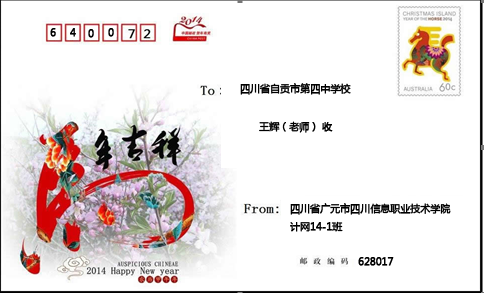 640072
2014
CHRISTMAS ISLAND
YEAR OF THE HORSE 2014
AUSTRALIA 60c
To:
四川省自贡市第四中学校
王辉（老师）收
年吉祥
From:
四川省广元市四川信息职业技术学院
计网14-1班
AUSPICIOUS CHINEAE
2014 Happy New year
邮政编码 628017